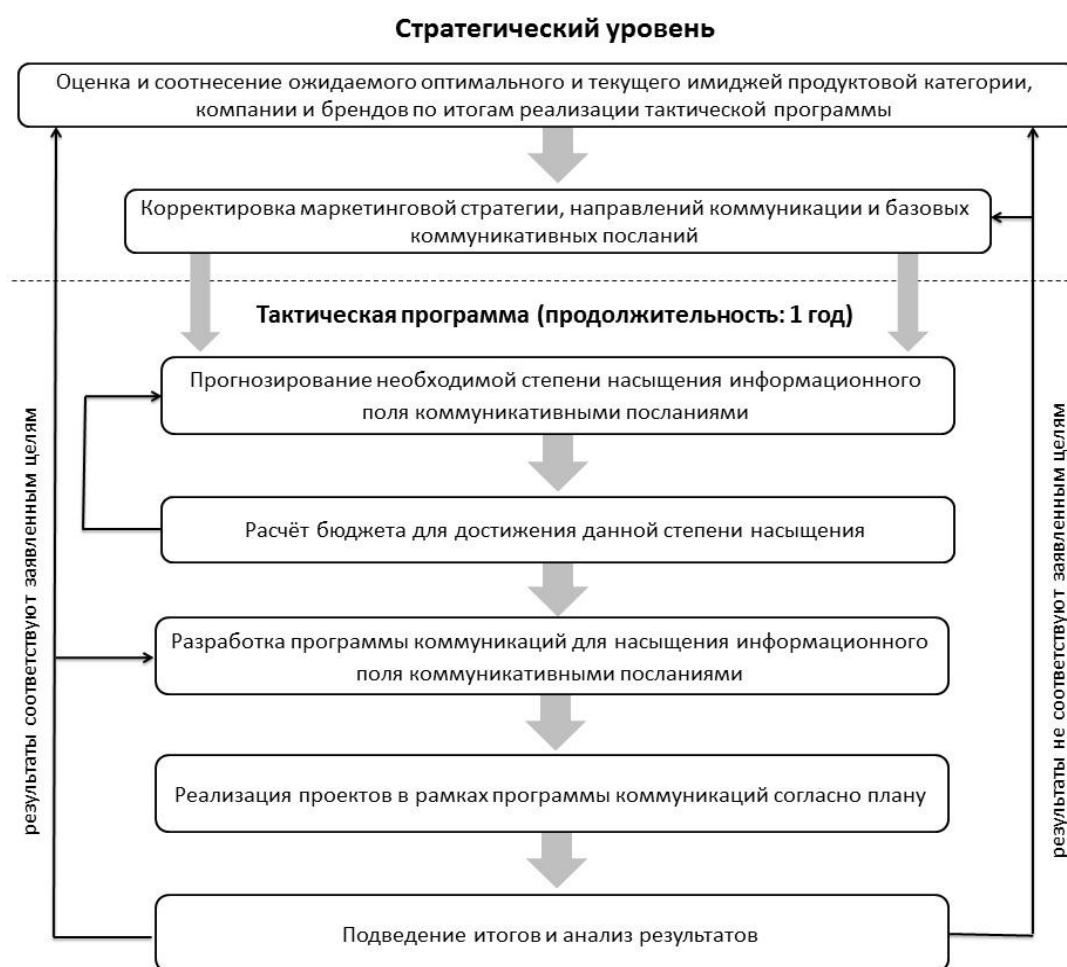 Стратегический уровень
Оценка и соотнесение ожидаемого оптимального и текущего имиджей продуктовой категории,
компании и брендов по итогам реализации тактической программы
Корректировка маркетинговой стратегии, направлений коммуникации и базовых
коммуникативных посланий
Тактическая программа (продолжительность: 1 год)
Прогнозирование необходимой степени насыщения информационного
поля коммуникативными посланиями
Расчёт бюджета для достижения данной степени насыщения
Разработка программы коммуникаций для насыщения информационного
поля коммуникативными посланиями
Реализация проектов в рамках программы коммуникаций согласно плану
Подведение итогов и анализ результатов
результаты соответствуют заявленным целям
результаты не соответствуют заявленным целям